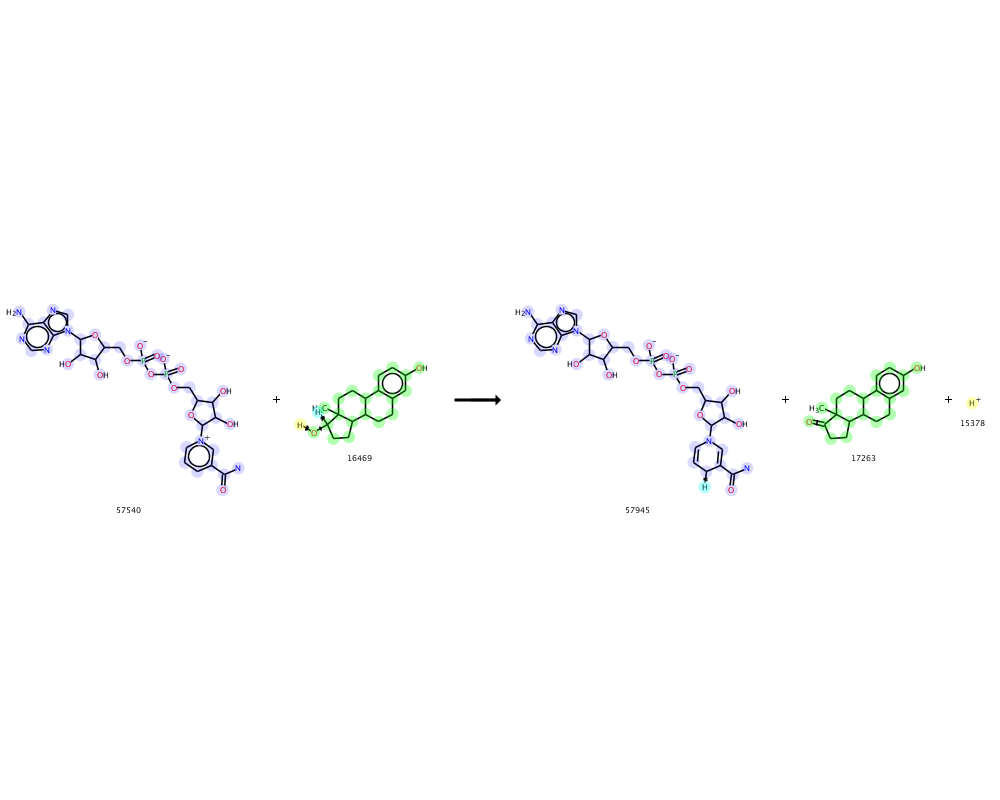 H₂N N N N N O HO OH O O⁻ P O O⁻ P O O O O OH OH N⁺ N O
57540
+
H₃C H H O OH
16469
H₂N N N N N O HO OH O O⁻ P O O⁻ P O O O O OH OH N N O H
57945
+
H₃C O OH
17263
+
H⁺
15378